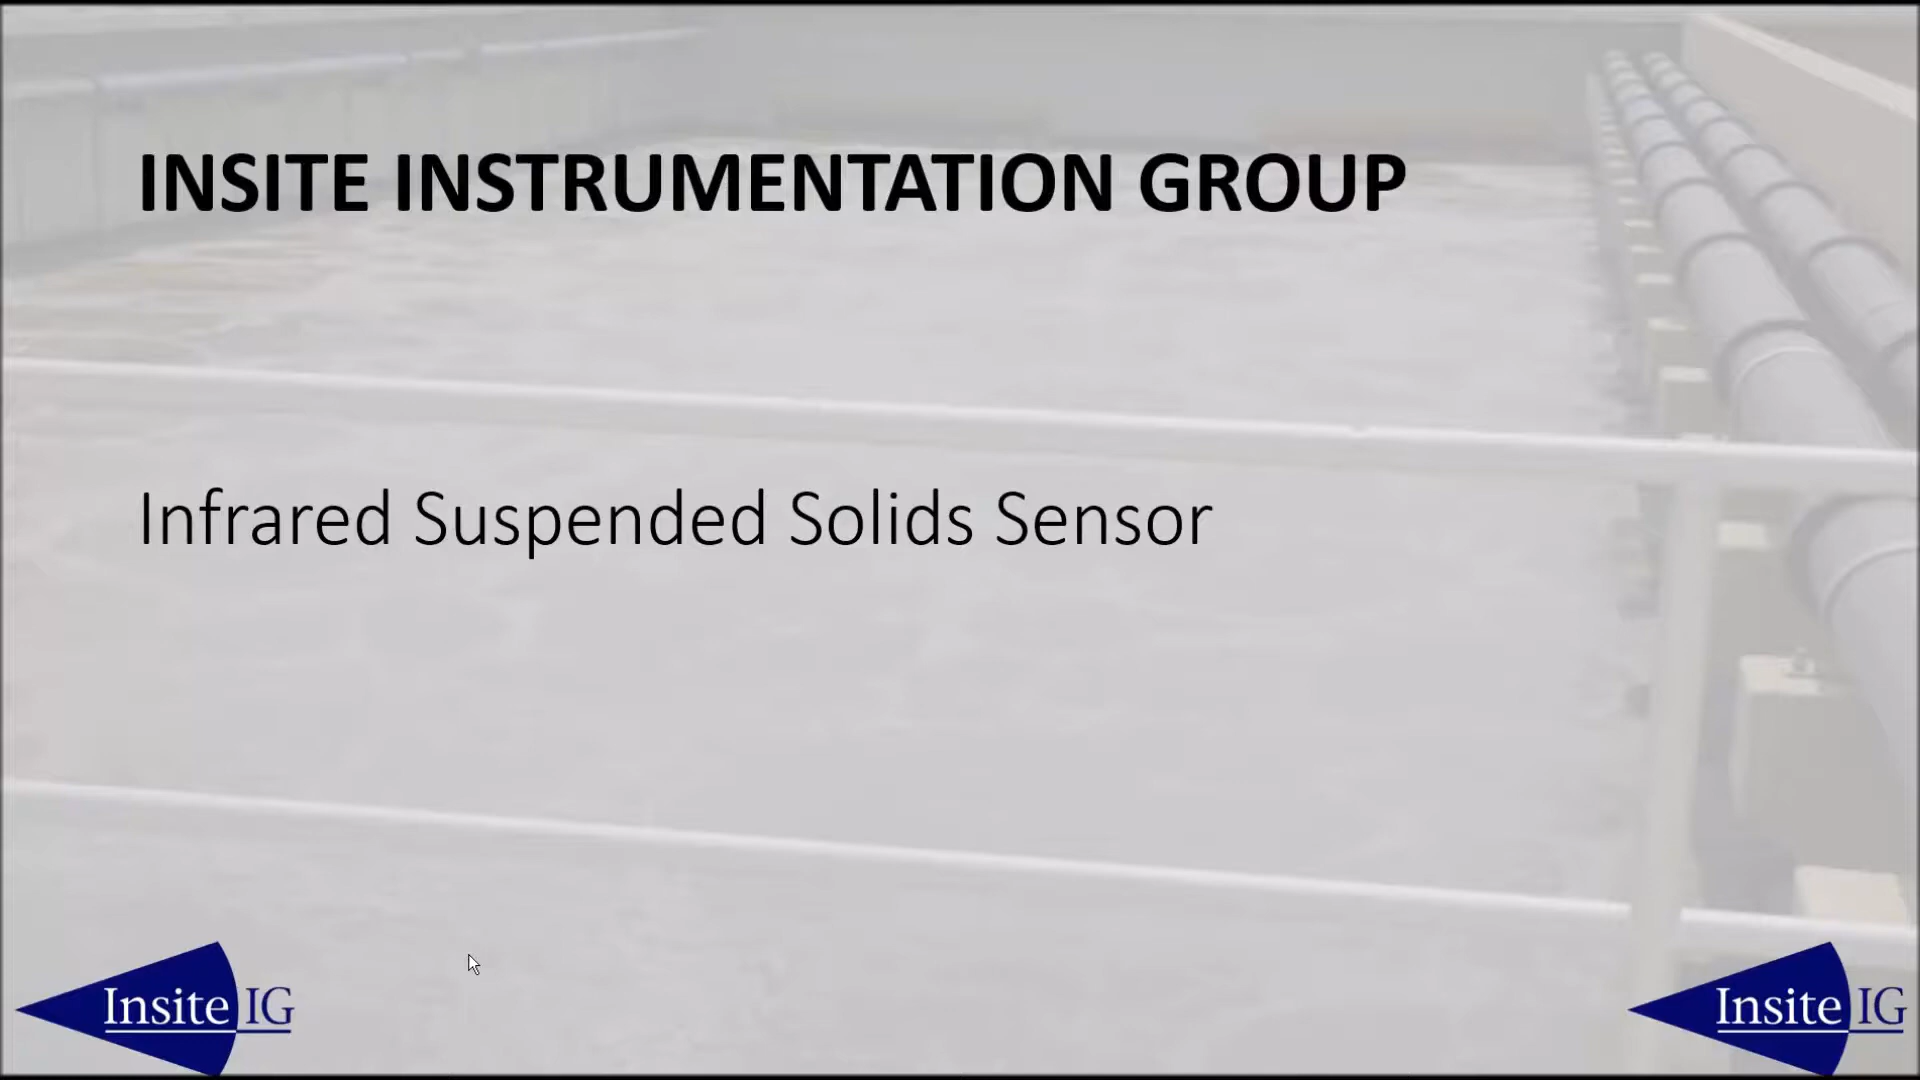 INSITE INSTRUMENTATION GROUP
Infrared Suspended Solids Sensor
Insite IG
Insite IG